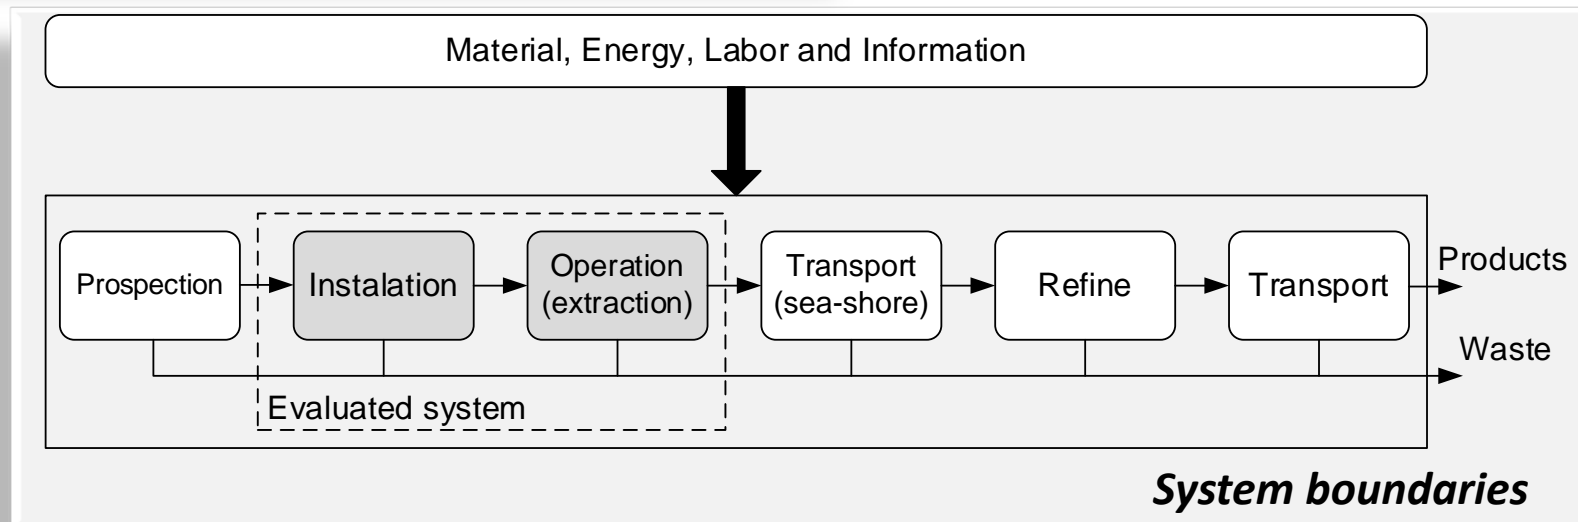 Material, Energy, Labor and Information
Prospection
Instalation
Operation
(extraction)
Transport
(sea-shore)
Refine
Transport
Products
Waste
Evaluated system
System boundaries